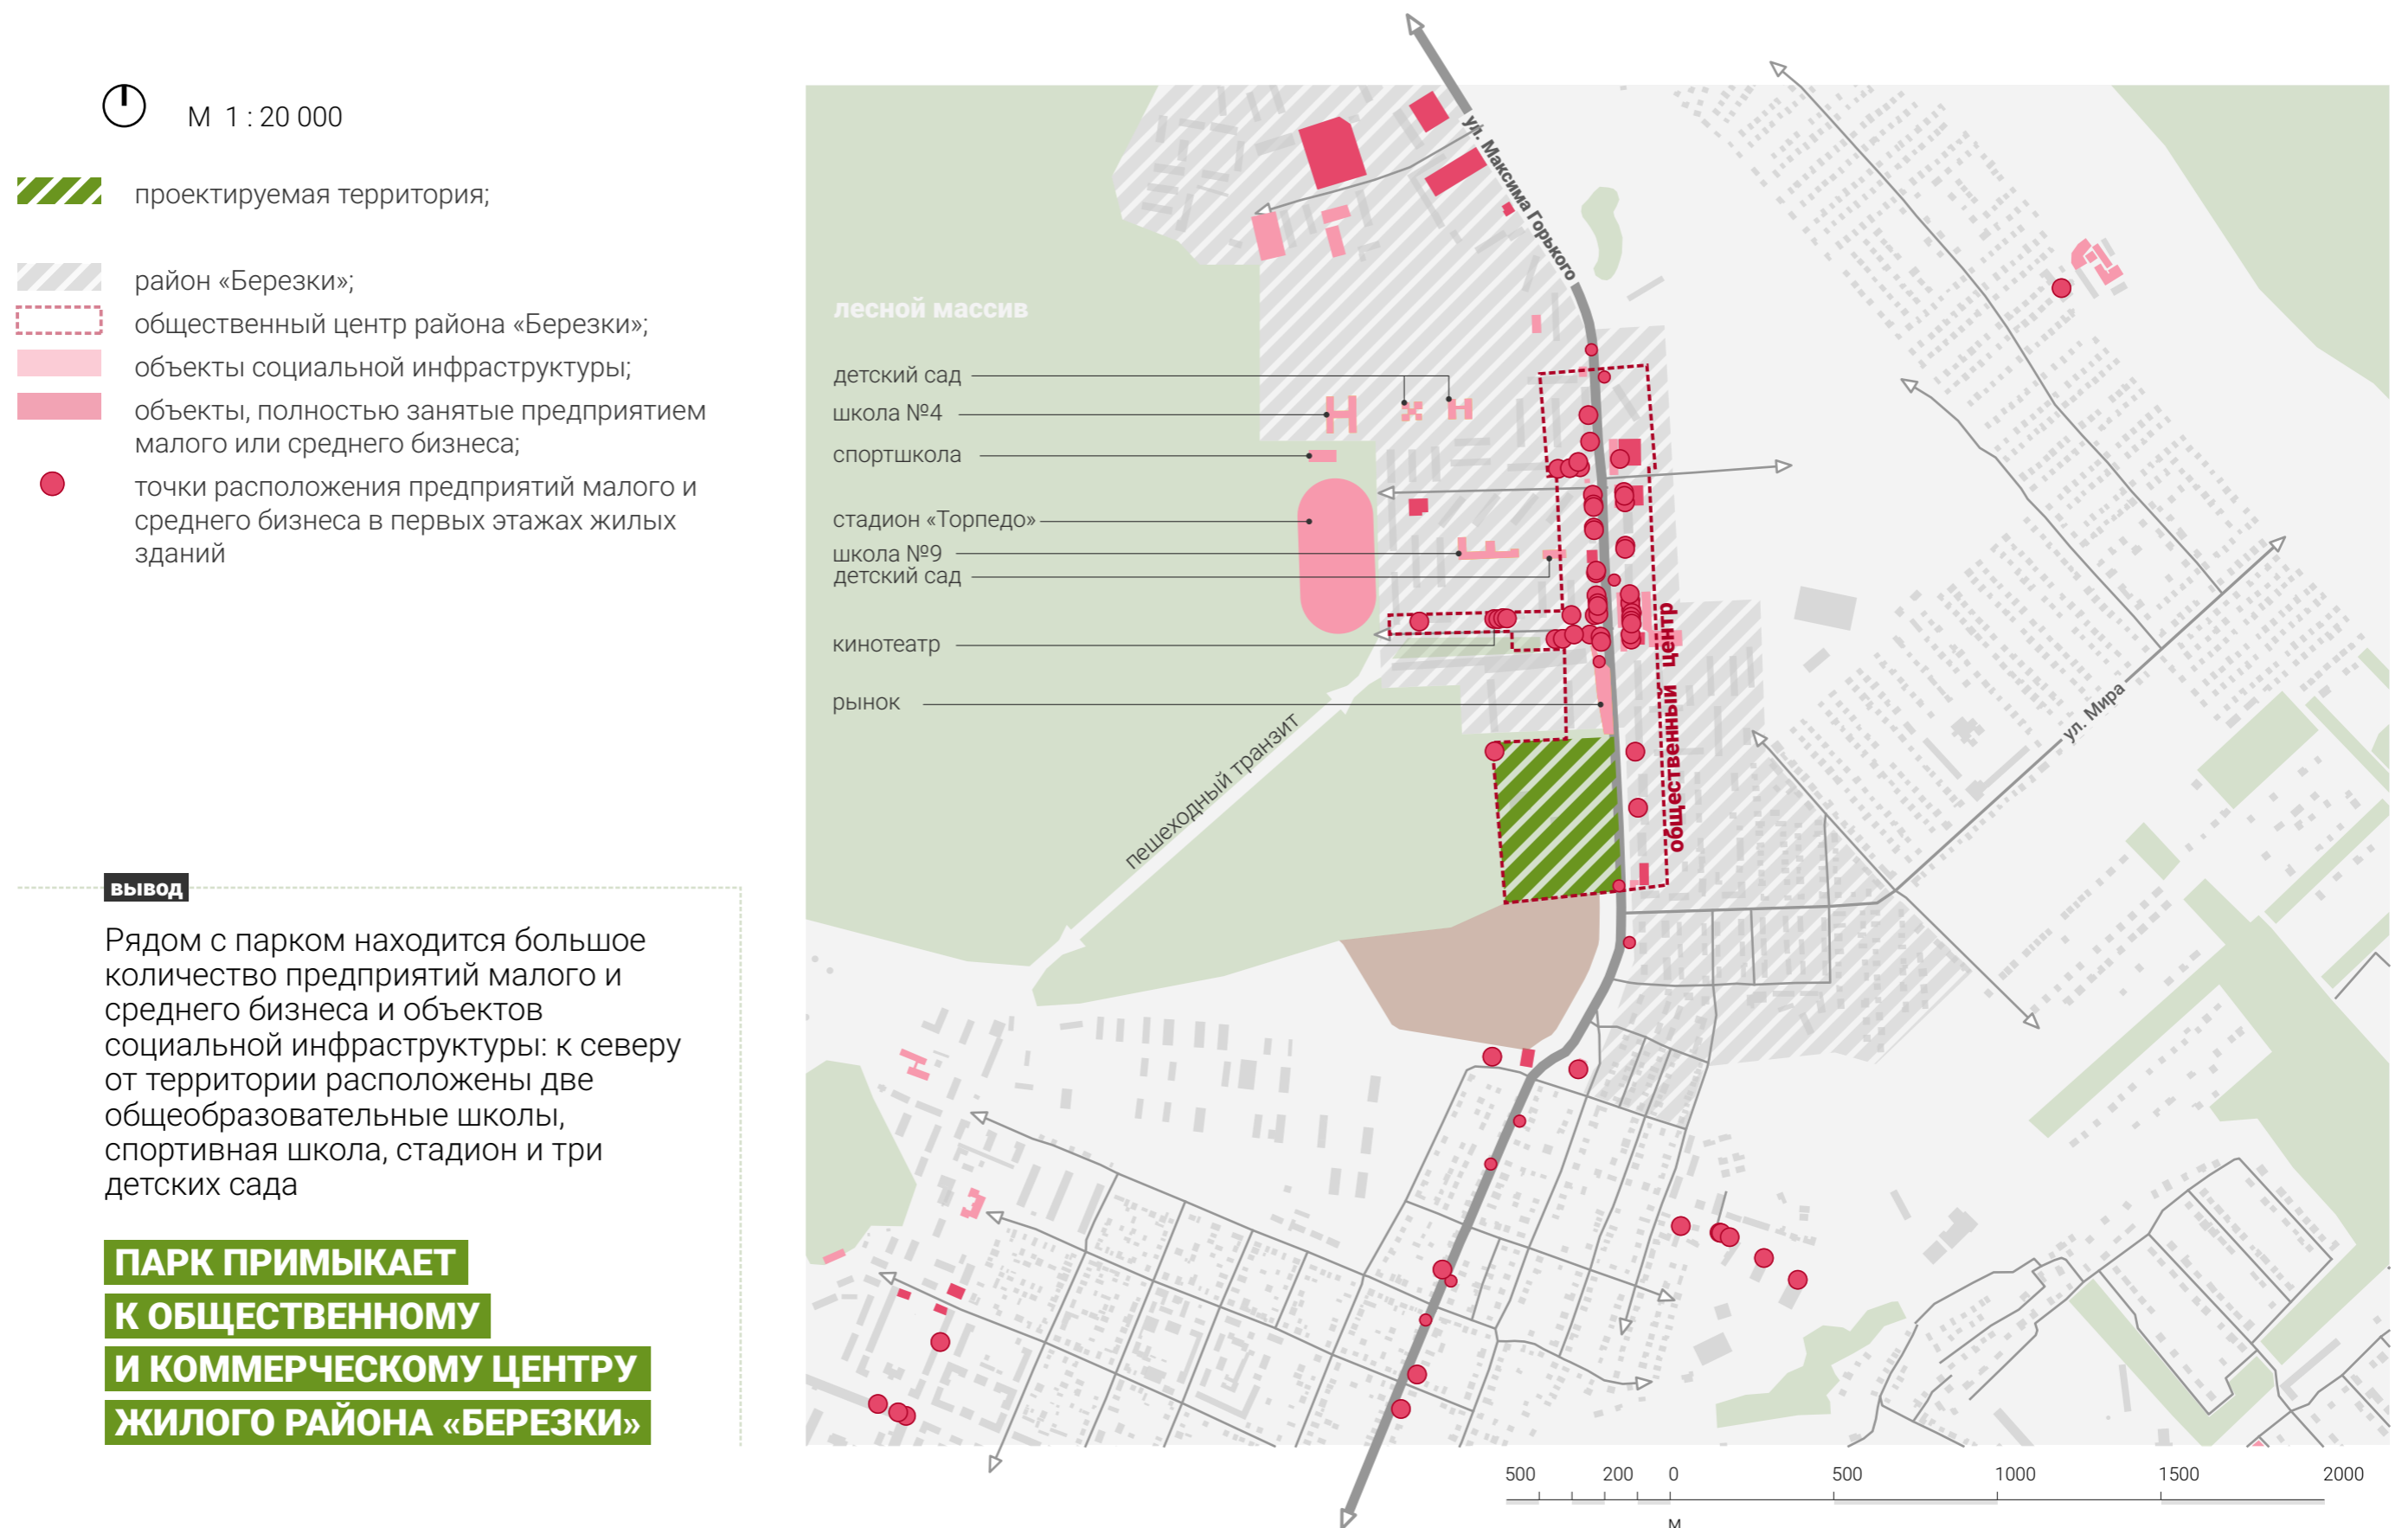 М 1 : 20 000
проектируемая территория;
район «Березки»;
общественный центр района «Березки»;
объекты социальной инфраструктуры;
объекты, полностью занятые предприятием
малого или среднего бизнеса;
точки расположения предприятий малого и
среднего бизнеса в первых этажах жилых
зданий
вывод
Рядом с парком находится большое
количество предприятий малого и
среднего бизнеса и объектов
социальной инфраструктуры: к северу
от территории расположены две
общеобразовательные школы,
спортивная школа, стадион и три
детских сада
ПАРК ПРИМЫКАЕТ
К ОБЩЕСТВЕННОМУ
И КОММЕРЧЕСКОМУ ЦЕНТРУ
ЖИЛОГО РАЙОНА «БЕРЕЗКИ»
ул. Максима Горького
лесной массив
детский сад
школа №4
спортшкола
стадион «Торпедо»
школа №9
детский сад
кинотеатр
рынок
пешеходный транзит
общественный центр
ул. Мира
500 200 0 500 1000 1500 2000
м